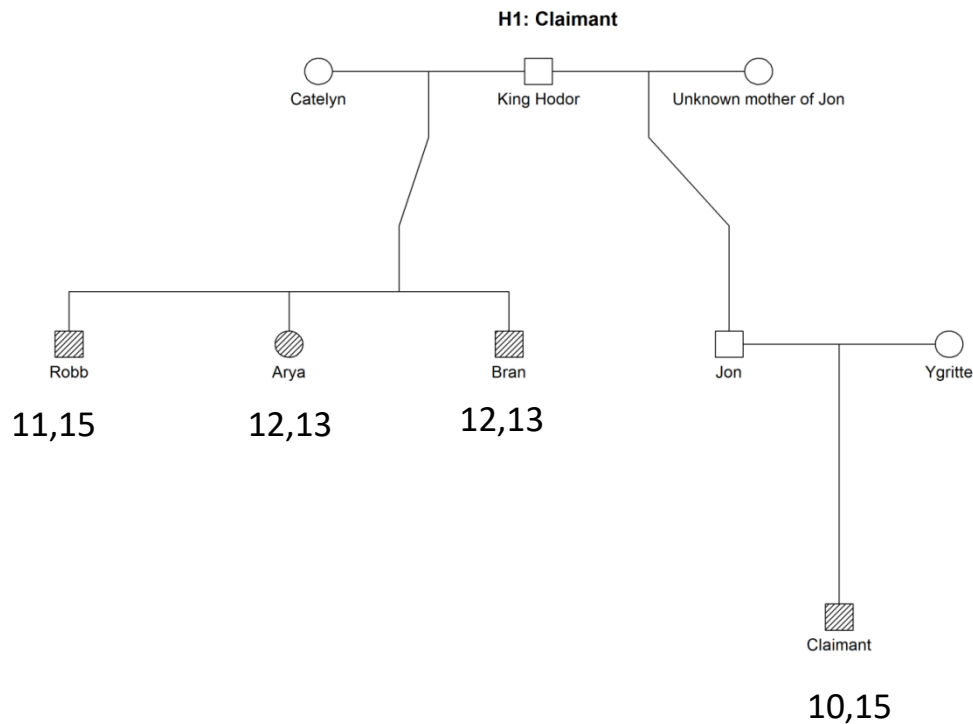 H1: Claimant
Catelyn
King Hodor
Unknown mother of Jon
Robb
Arya
Bran
Jon
Ygritte
11,15
12,13
12,13
Claimant
10,15